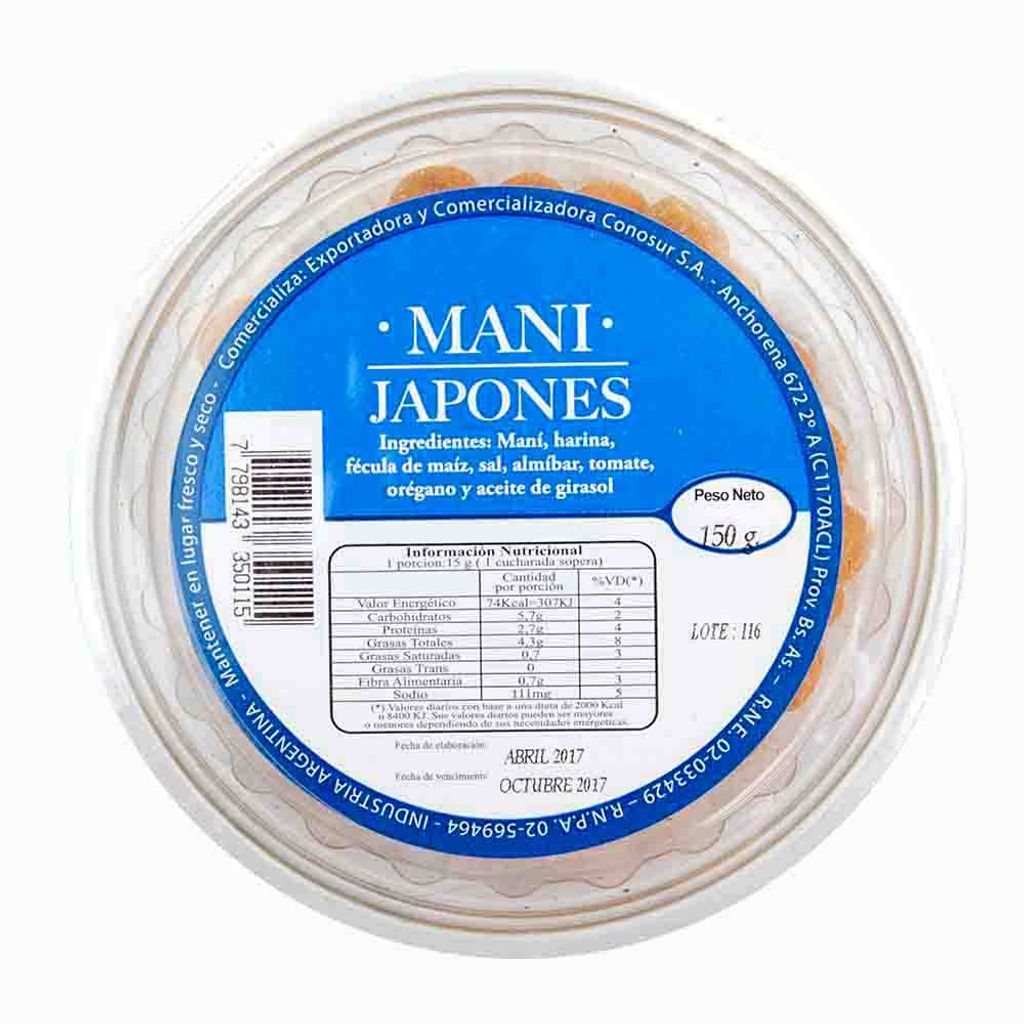 Mantener en lugar fresco y seco - Comercializa: Exportadora y Comercializadora Conosur S.A. - Anchorena 672 2º A (C1170ACL) Prov. Bs. As. – R.N.E. 02-033429 – R.N.P.A. 02-569464 - INDUSTRIA ARGENTINA -
· MANI ·
JAPONES
Ingredientes: Maní, harina,
fécula de maíz, sal, almíbar, tomate,
orégano y aceite de girasol
7 798143 350115
Peso Neto
150 g.
Información Nutricional
1 porcion:15 g ( 1 cucharada sopera)
Cantidad por porción %VD(*)
Valor Energético 74Kcal=307KJ 4
Carbohidratos 5,7g 2
Proteínas 2,7g 4
Grasas Totales 4,3g 8
Grasas Saturadas 0,7 3
Grasas Trans 0 -
Fibra Alimentaria 0,7g 3
Sodio 111mg 5
(*) Valores diarios con base a una dieta de 2000 Kcal
o 8400 KJ. Sus valores diarios pueden ser mayores
o menores dependiendo de sus necesidades energéticas.
LOTE : 116
Fecha de elaboración: ABRIL 2017
Fecha de vencimiento: OCTUBRE 2017